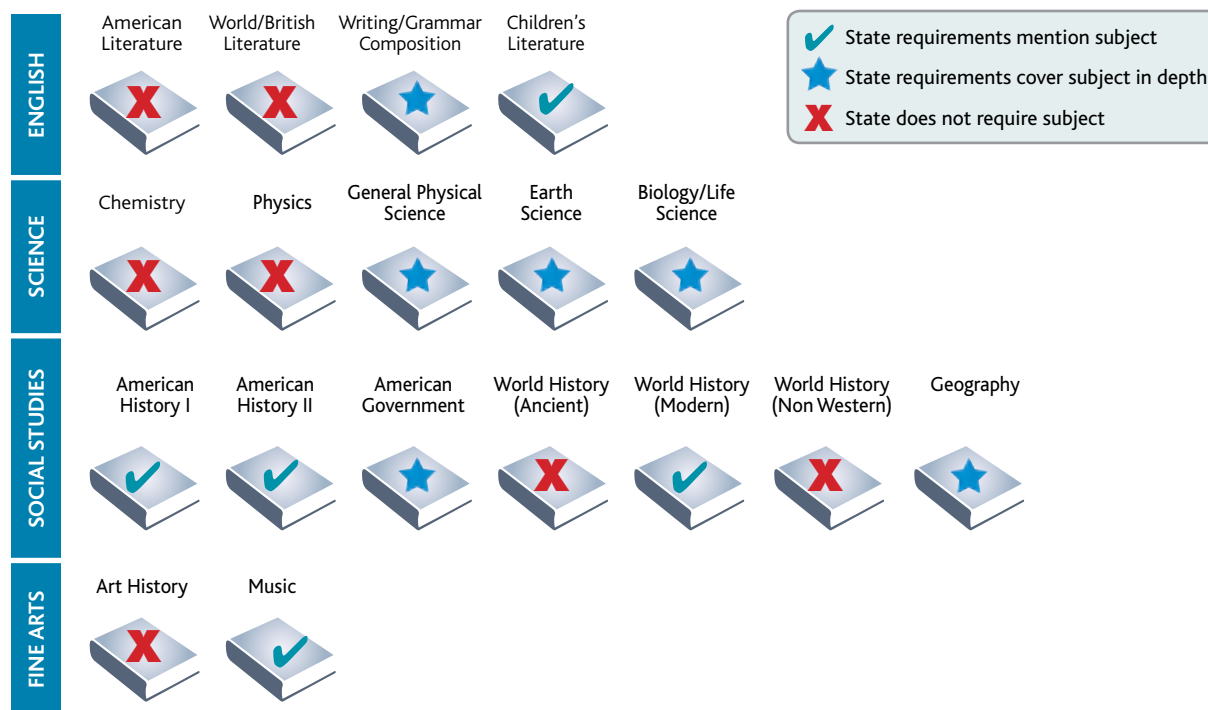 ENGLISH
American
Literature
World/British
Literature
Writing/Grammar
Composition
Children's
Literature
State requirements mention subject
State requirements cover subject in depth
State does not require subject
SCIENCE
Chemistry
Physics
General Physical
Science
Earth
Science
Biology/Life
Science
SOCIAL STUDIES
American
History I
American
History II
American
Government
World History
(Ancient)
World History
(Modern)
World History
(Non Western)
Geography
FINE ARTS
Art History
Music